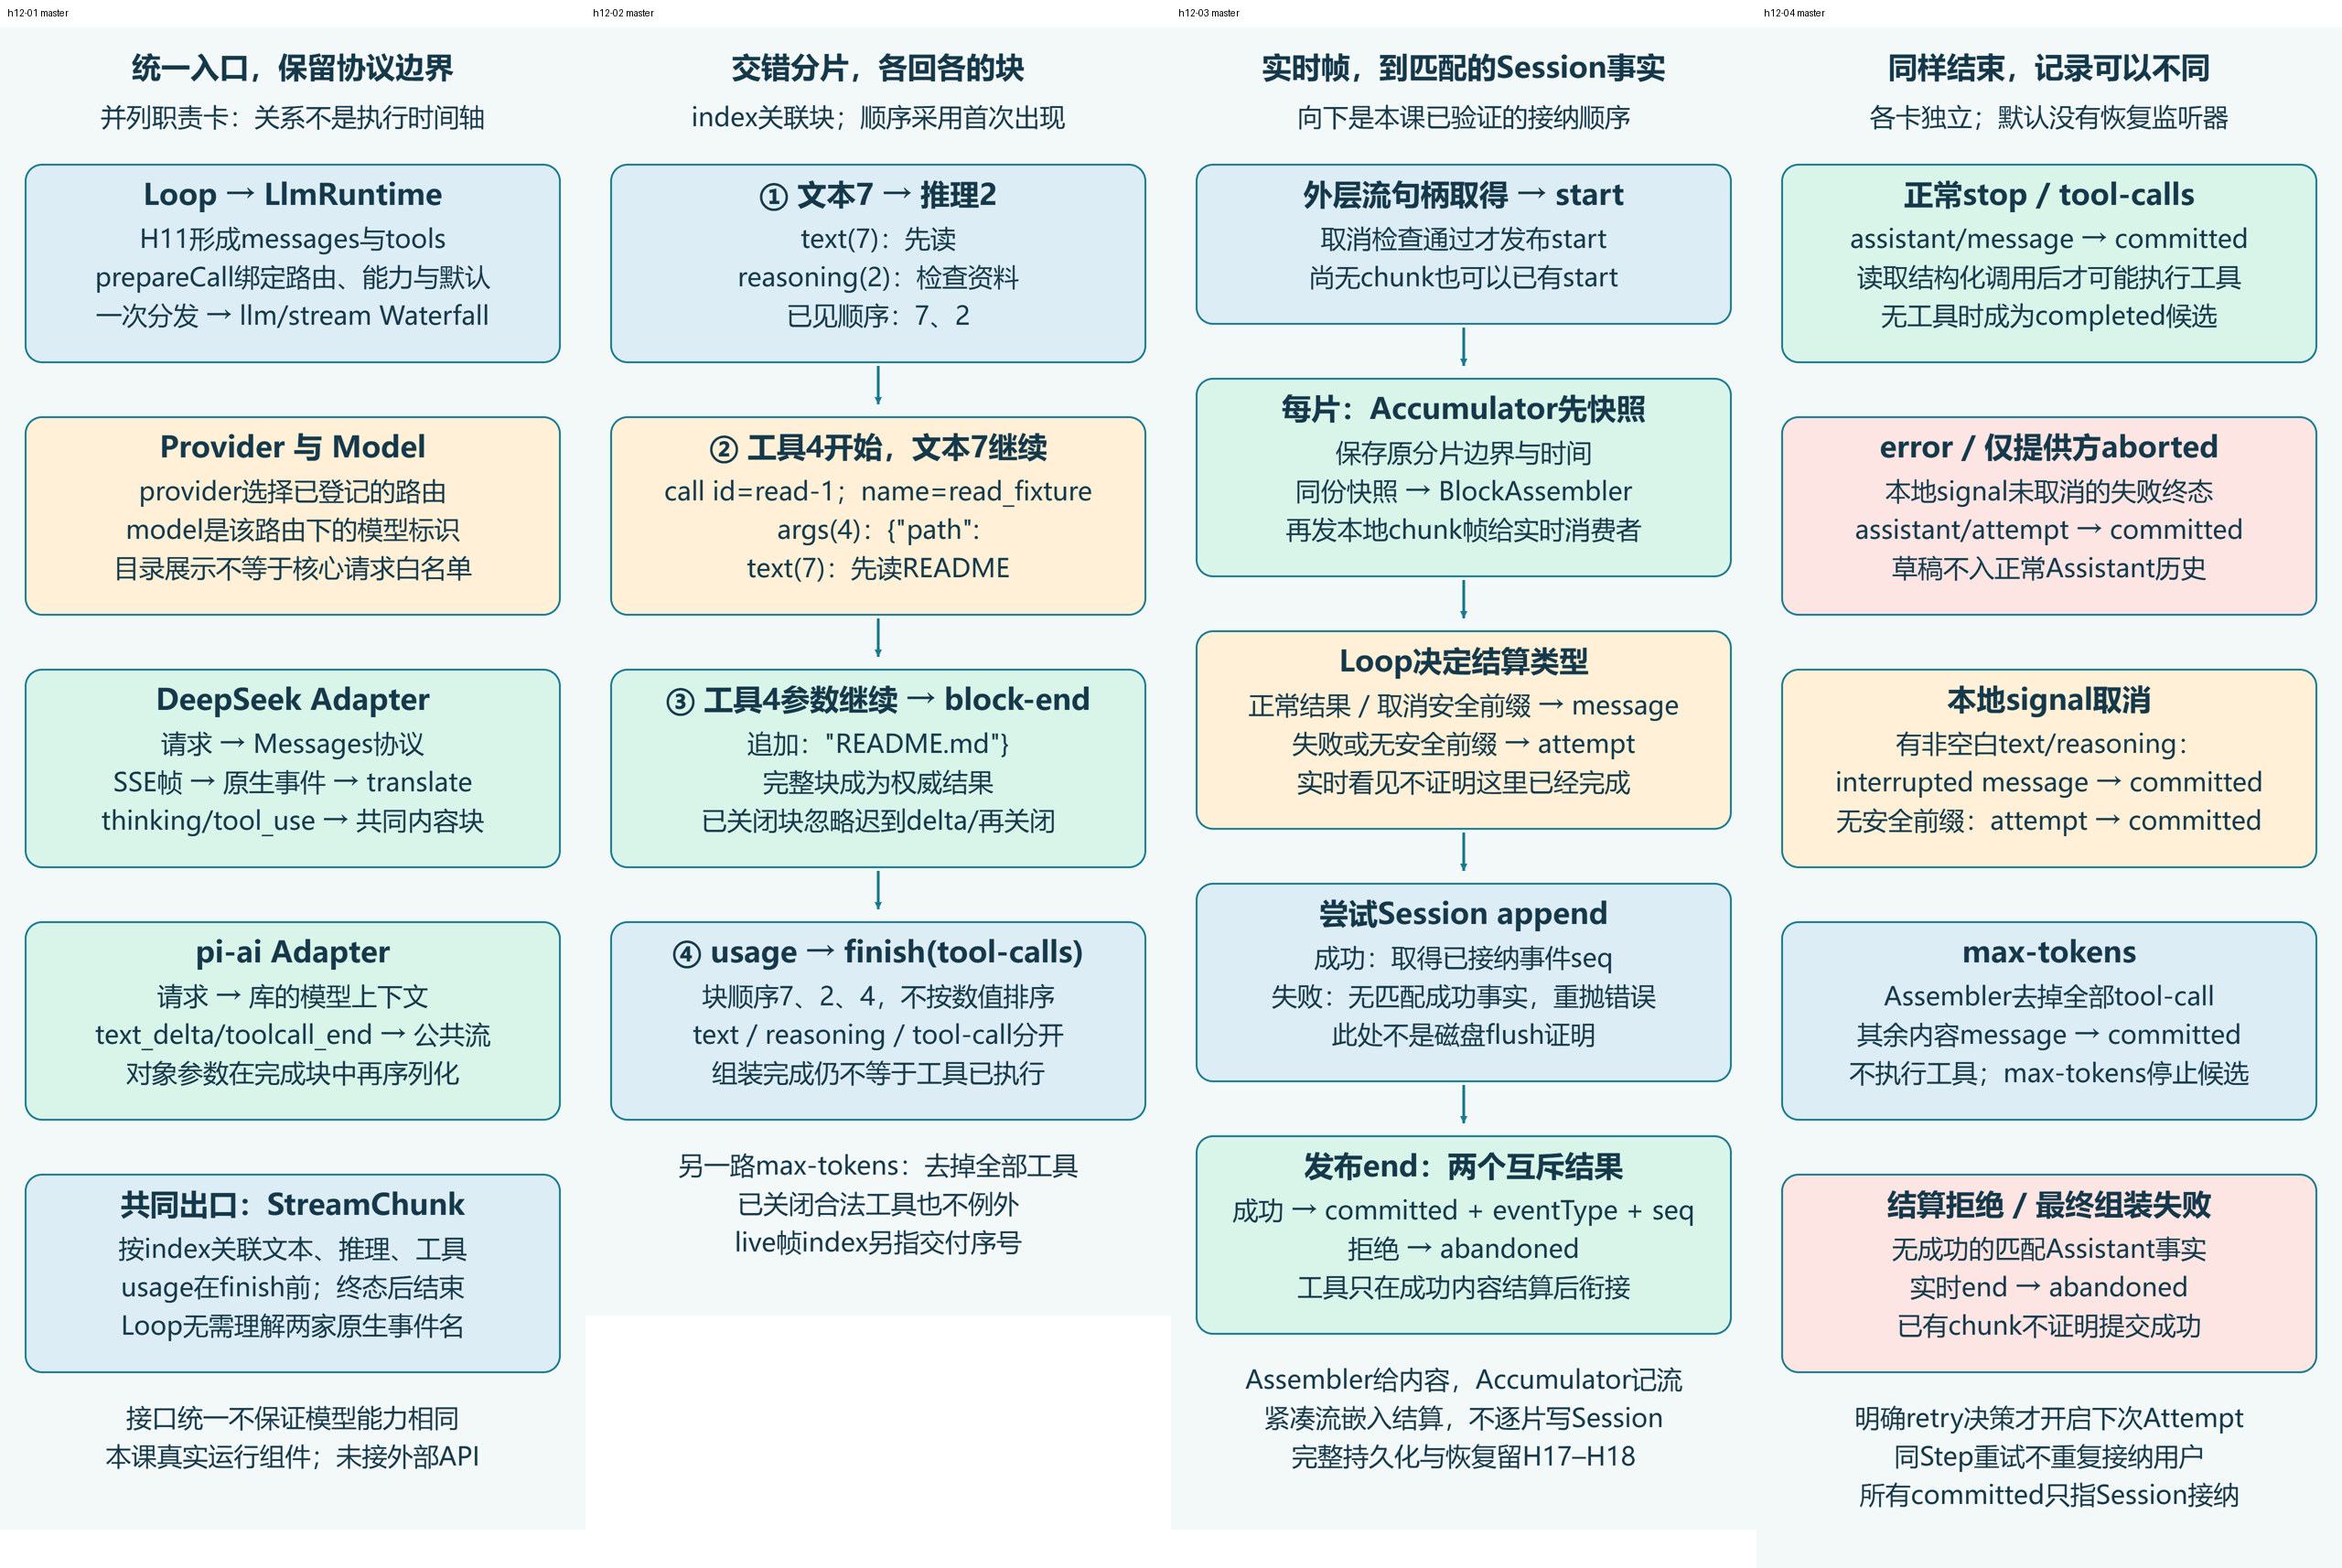 h12-01 master
统一入口，保留协议边界
并列职责卡：关系不是执行时间轴
Loop → LlmRuntime
H11形成messages与tools
prepareCall绑定路由、能力与默认
一次分发 → llm/stream Waterfall
Provider 与 Model
provider选择已登记的路由
model是该路由下的模型标识
目录展示不等于核心请求白名单
DeepSeek Adapter
请求 → Messages协议
SSE帧 → 原生事件 → translate
thinking/tool_use → 共同内容块
pi-ai Adapter
请求 → 库的模型上下文
text_delta/toolcall_end → 公共流
对象参数在完成块中再序列化
共同出口：StreamChunk
按index关联文本、推理、工具
usage在finish前；终态后结束
Loop无需理解两家原生事件名
接口统一不保证模型能力相同
本课真实运行组件；未接外部API
h12-02 master
交错分片，各回各的块
index关联块；顺序采用首次出现
① 文本7 → 推理2
text(7)：先读
reasoning(2)：检查资料
已见顺序：7、2
② 工具4开始，文本7继续
call id=read-1；name=read_fixture
args(4)：{"path":
text(7)：先读README
③ 工具4参数继续 → block-end
追加："README.md"}
完整块成为权威结果
已关闭块忽略迟到delta/再关闭
④ usage → finish(tool-calls)
块顺序7、2、4，不按数值排序
text / reasoning / tool-call分开
组装完成仍不等于工具已执行
另一路max-tokens：去掉全部工具
已关闭合法工具也不例外
live帧index另指交付序号
h12-03 master
实时帧，到匹配的Session事实
向下是本课已验证的接纳顺序
外层流句柄取得 → start
取消检查通过才发布start
尚无chunk也可以已有start
每片：Accumulator先快照
保存原分片边界与时间
同份快照 → BlockAssembler
再发本地chunk帧给实时消费者
Loop决定结算类型
正常结果 / 取消安全前缀 → message
失败或无安全前缀 → attempt
实时看见不证明这里已经完成
尝试Session append
成功：取得已接纳事件seq
失败：无匹配成功事实，重抛错误
此处不是磁盘flush证明
发布end：两个互斥结果
成功 → committed + eventType + seq
拒绝 → abandoned
工具只在成功内容结算后衔接
Assembler给内容，Accumulator记流
紧凑流嵌入结算，不逐片写Session
完整持久化与恢复留H17–H18
h12-04 master
同样结束，记录可以不同
各卡独立；默认没有恢复监听器
正常stop / tool-calls
assistant/message → committed
读取结构化调用后才可能执行工具
无工具时成为completed候选
error / 仅提供方aborted
本地signal未取消的失败终态
assistant/attempt → committed
草稿不入正常Assistant历史
本地signal取消
有非空白text/reasoning：
interrupted message → committed
无安全前缀：attempt → committed
max-tokens
Assembler去掉全部tool-call
其余内容message → committed
不执行工具；max-tokens停止候选
结算拒绝 / 最终组装失败
无成功的匹配Assistant事实
实时end → abandoned
已有chunk不证明提交成功
明确retry决策才开启下次Attempt
同Step重试不重复接纳用户
所有committed只指Session接纳